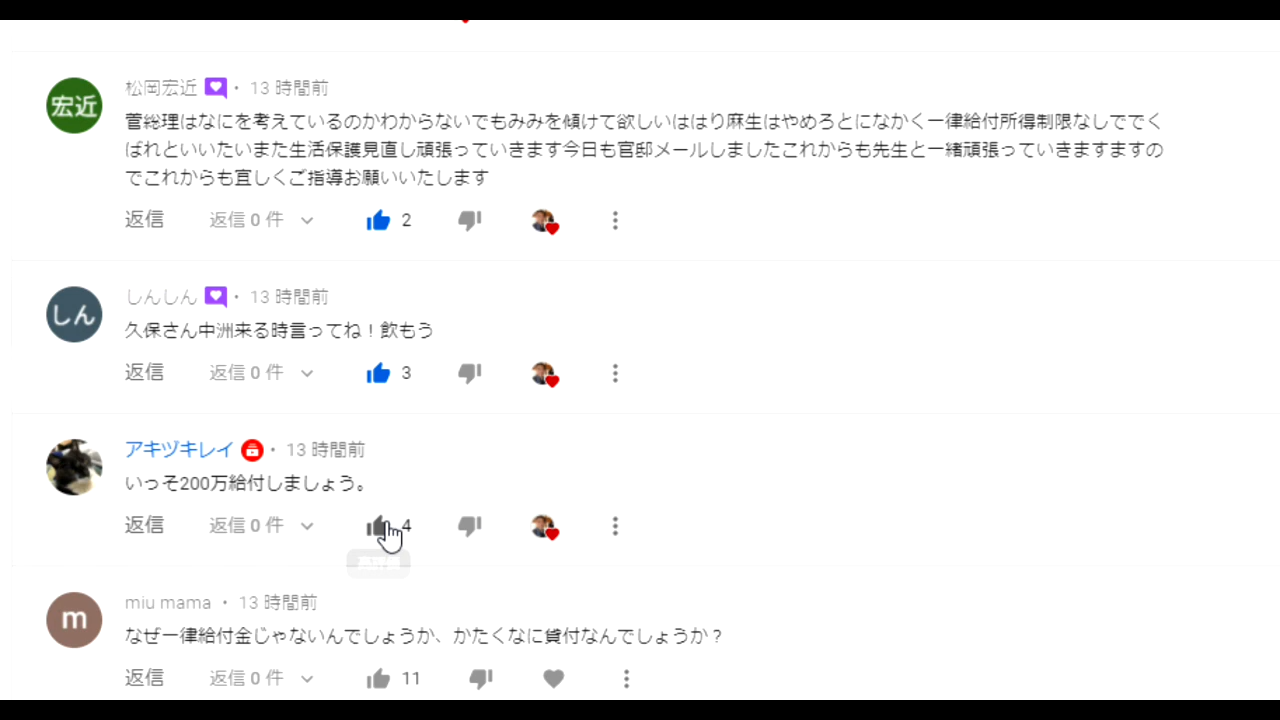 宏近
松岡宏近 ・ 13 時間前
菅総理はなにを考えているのかわからないでもみみを傾けて欲しいははり麻生はやめろとになかく一律給付所得制限なしででく
ばれといいたいまた生活保護見直し頑張っていきます今日も官邸メールしましたこれからも先生と一緒頑張っていきますますの
でこれからも宜しくご指導お願いいたします
返信 返信 0 件 2
しん
しんしん ・ 13 時間前
久保さん中洲来る時言ってね！飲もう
返信 返信 0 件 3
アキヅキレイ ・ 13 時間前
いっそ200万給付しましょう。
返信 返信 0 件 4
m
miu mama ・ 13 時間前
なぜ一律給付金じゃないんでしょうか、かたくなに貸付なんでしょうか？
返信 返信 0 件 11